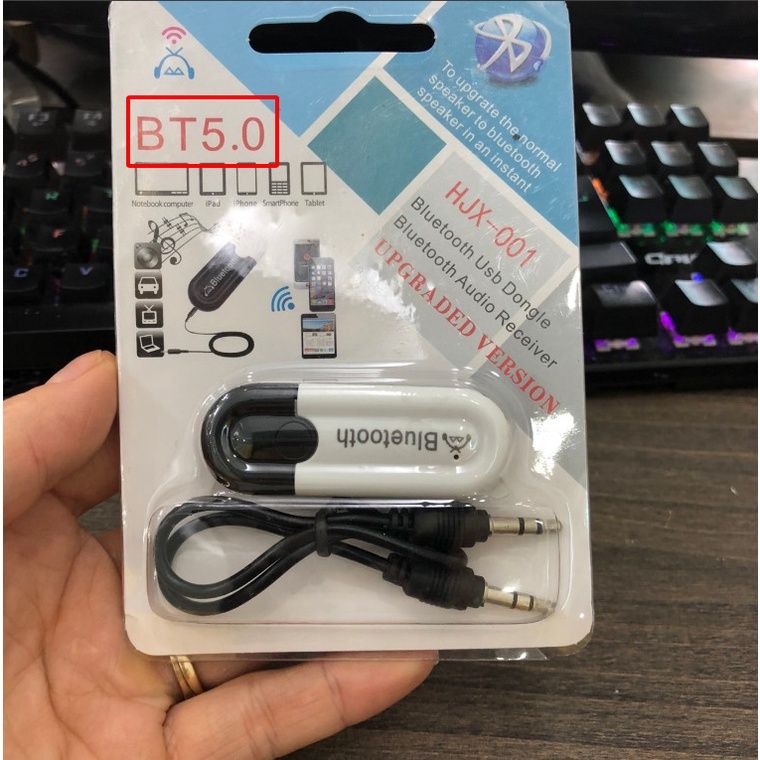 BT5.0
To upgrate the normal
speaker to bluetooth
speaker in an instant
Notebook computer iPad iPhone SmartPhone Tablet
HJX-001
Bluetooth Usb Dongle
Bluetooth Audio Receiver
UPGRADED VERSION
Bluetooth
Bluetooth
C V